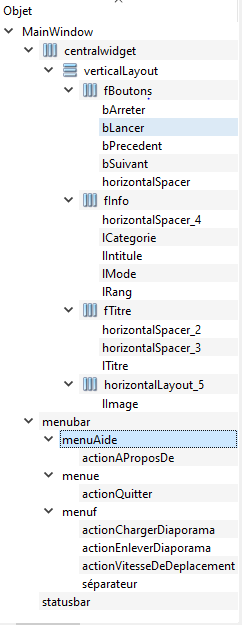 Objet
MainWindow
centralwidget
verticalLayout
fBoutons
bArreter
bLancer
bPrecedent
bSuivant
horizontalSpacer
fInfo
horizontalSpacer_4
lCategorie
lIntitule
lMode
lRang
fTitre
horizontalSpacer_2
horizontalSpacer_3
lTitre
horizontalLayout_5
lImage
menubar
menuAide
actionAProposDe
menue
actionQuitter
menuf
actionChargerDiaporama
actionEnleverDiaporama
actionVitesseDeDeplacement
séparateur
statusbar